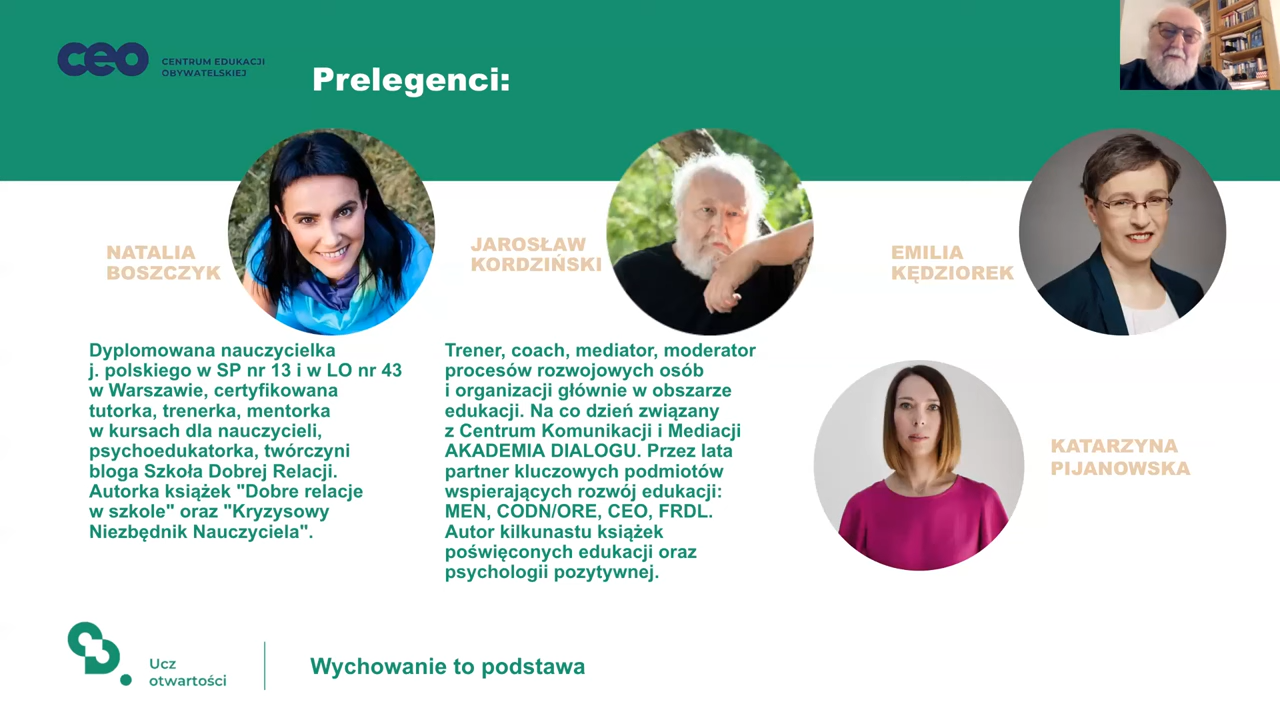 ceo
CENTRUM EDUKACJI
OBYWATELSKIEJ
Prelegenci:
NATALIA
BOSZCZYK
JAROSŁAW
KORDZIŃSKI
EMILIA
KĘDZIOREK
Dyplomowana nauczycielka
j. polskiego w SP nr 13 i w LO nr 43
w Warszawie, certyfikowana
tutorka, trenerka, mentorka
w kursach dla nauczycieli,
psychoedukatorka, twórczyni
bloga Szkoła Dobrej Relacji.
Autorka książek "Dobre relacje
w szkole" oraz "Kryzysowy
Niezbędnik Nauczyciela".
Trener, coach, mediator, moderator
procesów rozwojowych osób
i organizacji głównie w obszarze
edukacji. Na co dzień związany
z Centrum Komunikacji i Mediacji
AKADEMIA DIALOGU. Przez lata
partner kluczowych podmiotów
wspierających rozwój edukacji:
MEN, CODN/ORE, CEO, FRDL.
Autor kilkunastu książek
poświęconych edukacji oraz
psychologii pozytywnej.
KATARZYNA
PIJANOWSKA
Ucz
otwartości
Wychowanie to podstawa